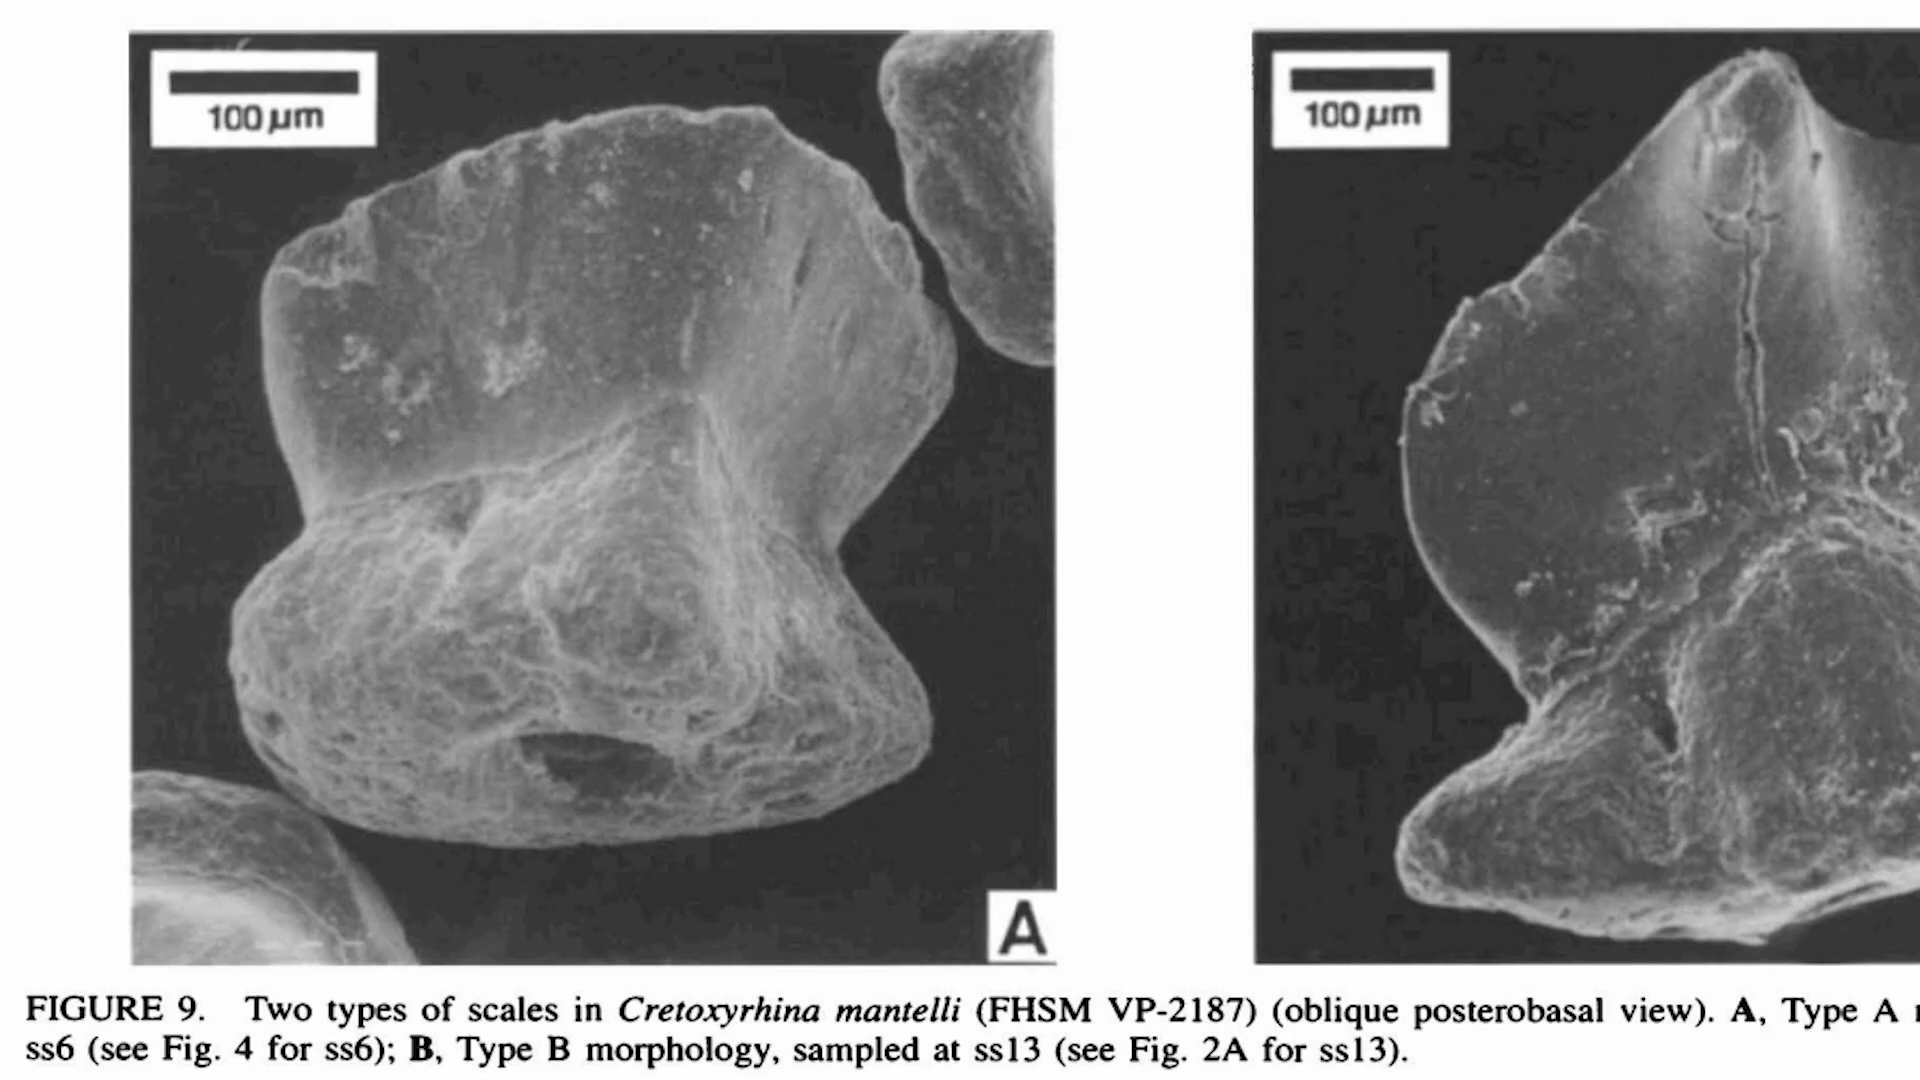 100 µm
100 µm
A
FIGURE 9. Two types of scales in Cretoxyrhina mantelli (FHSM VP-2187) (oblique posterobasal view). A, Type A
ss6 (see Fig. 4 for ss6); B, Type B morphology, sampled at ss13 (see Fig. 2A for ss13).